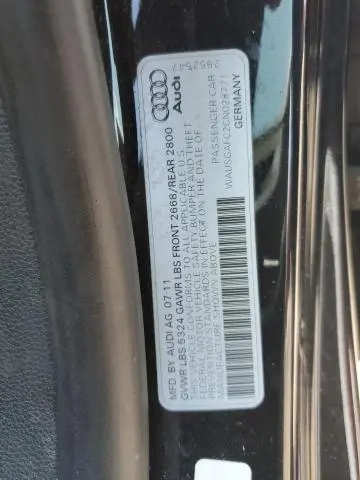 2952547
Audi
MFD. BY AUDI AG 07 11
GVWR LBS 5324 GAWR LBS FRONT 2668/REAR 2800
THIS VEHICLE CONFORMS TO ALL APPLICABLE U.S.
FEDERAL MOTOR VEHICLE SAFETY BUMPER AND THEFT
PREVENTION STANDARDS IN EFFECT ON THE DATE OF
MANUFACTURE SHOWN ABOVE
PASSENGER CAR
WAUSGAFC2CN028771
GERMANY